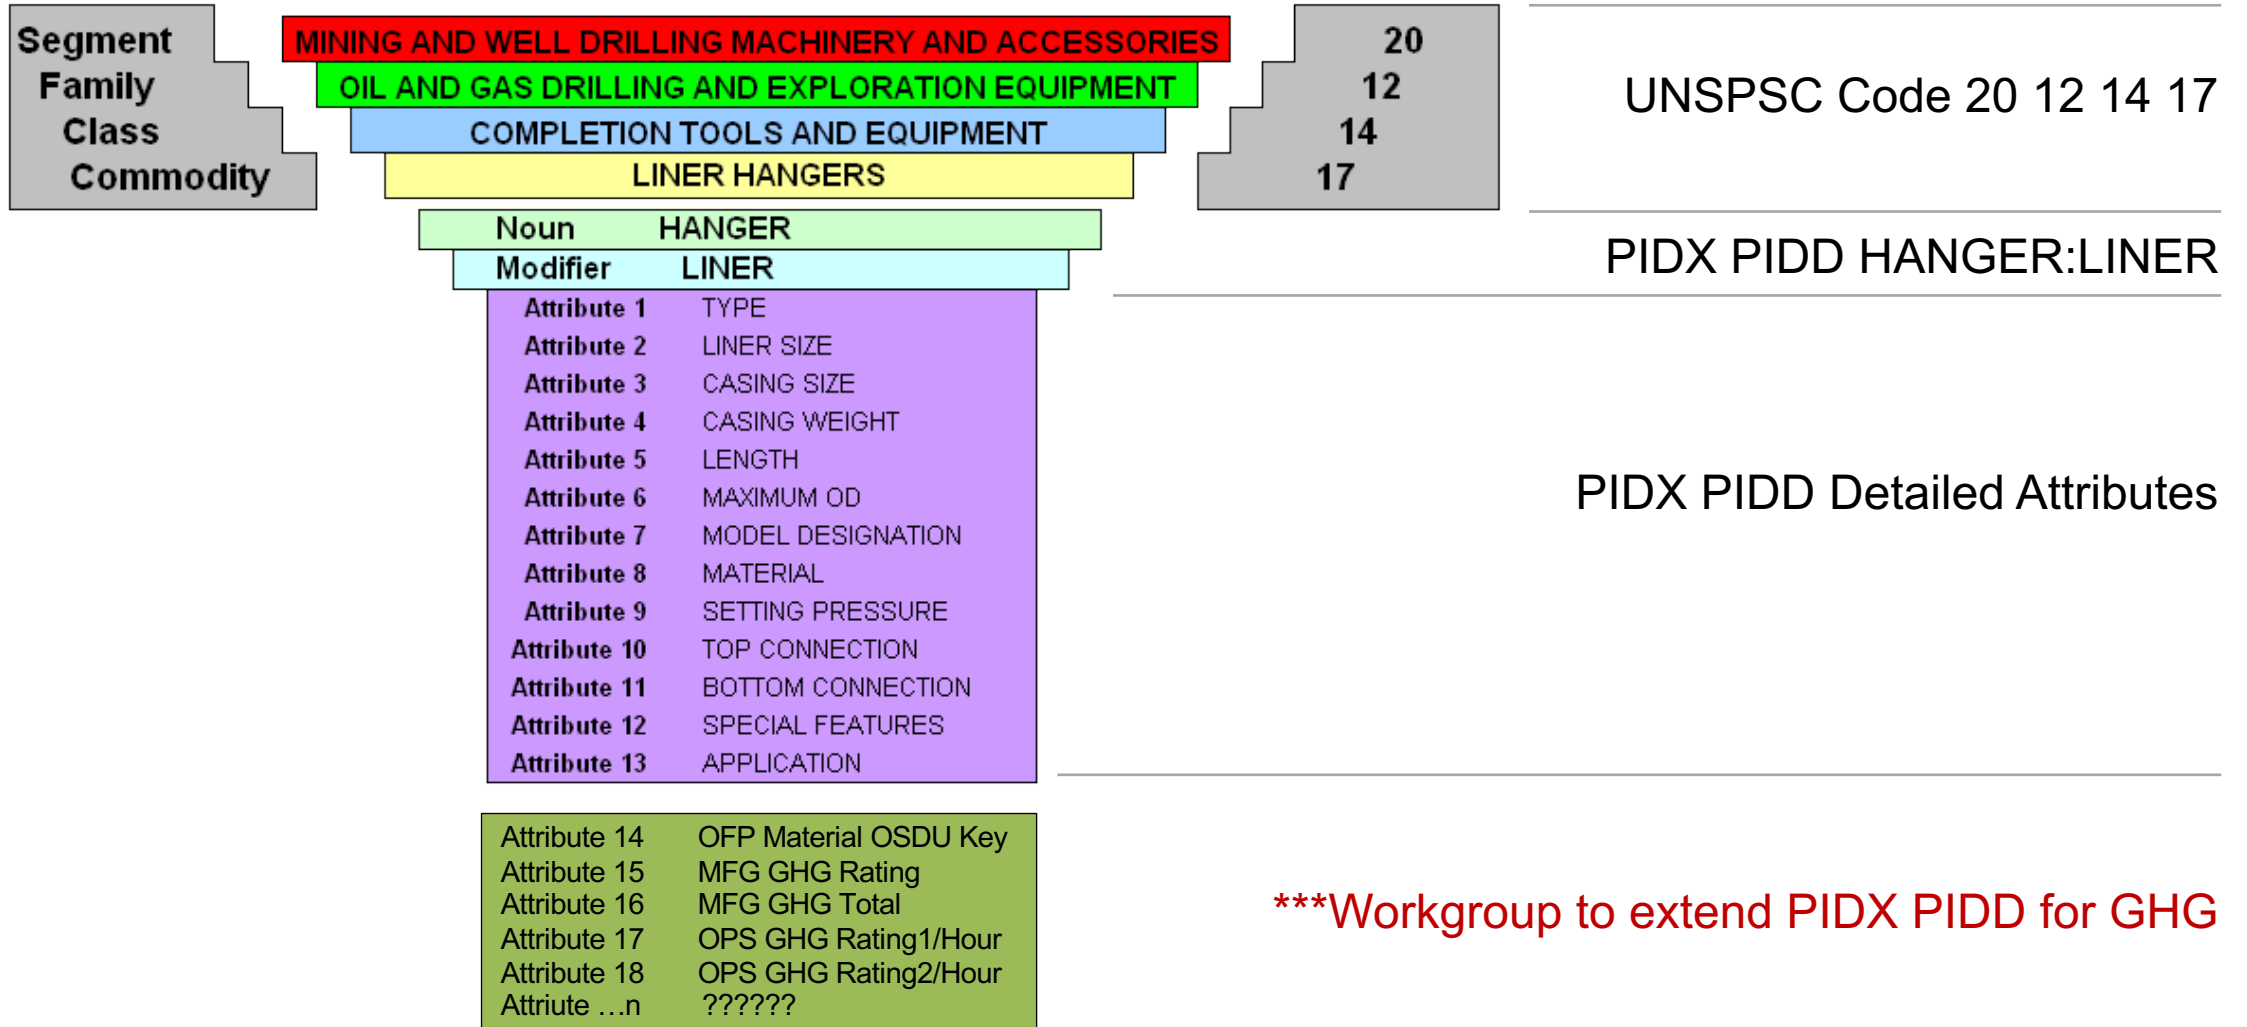 Segment MINING AND WELL DRILLING MACHINERY AND ACCESSORIES 20
Family OIL AND GAS DRILLING AND EXPLORATION EQUIPMENT 12
UNSPSC Code 20 12 14 17
Class COMPLETION TOOLS AND EQUIPMENT 14
Commodity LINER HANGERS 17
Noun HANGER
PIDX PIDD HANGER:LINER
Modifier LINER
Attribute 1 TYPE
Attribute 2 LINER SIZE
Attribute 3 CASING SIZE
Attribute 4 CASING WEIGHT
Attribute 5 LENGTH
Attribute 6 MAXIMUM OD
PIDX PIDD Detailed Attributes
Attribute 7 MODEL DESIGNATION
Attribute 8 MATERIAL
Attribute 9 SETTING PRESSURE
Attribute 10 TOP CONNECTION
Attribute 11 BOTTOM CONNECTION
Attribute 12 SPECIAL FEATURES
Attribute 13 APPLICATION
Attribute 14 OFP Material OSDU Key
Attribute 15 MFG GHG Rating
Attribute 16 MFG GHG Total
***Workgroup to extend PIDX PIDD for GHG
Attribute 17 OPS GHG Rating1/Hour
Attribute 18 OPS GHG Rating2/Hour
Attriute …n ??????